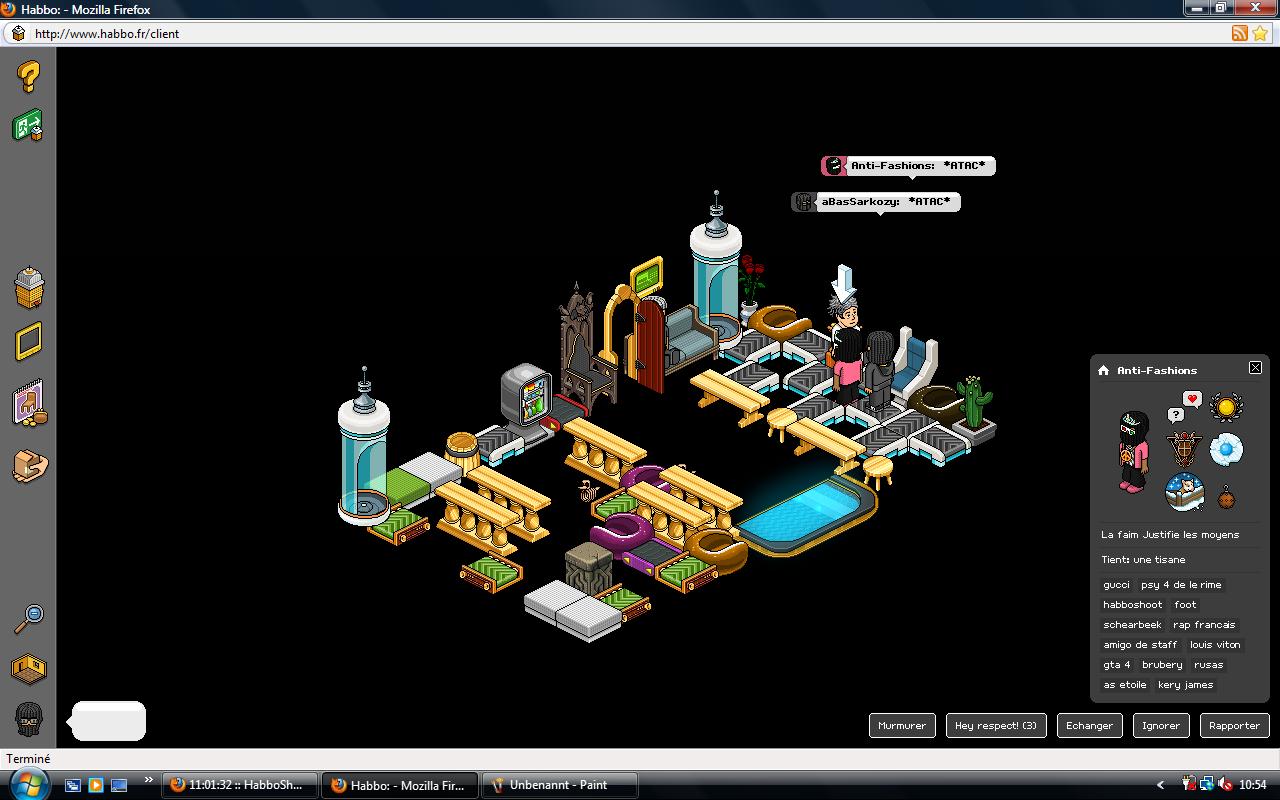 Habbo: - Mozilla Firefox
http://www.habbo.fr/client
Anti-Fashions: *ATAC*
aBasSarkozy: *ATAC*
Anti-Fashions
La faim Justifie les moyens
Tient: une tisane
gucci psy 4 de le rime
habboshoot foot
schearbeek rap francais
amigo de staff louis viton
gta 4 brubery rusas
as etoile kery james
Murmurer Hey respect! (3) Echanger Ignorer Rapporter
Terminé
» 11:01:32 :: HabboSh... Habbo: - Mozilla Fir... Unbenannt - Paint < 10:54